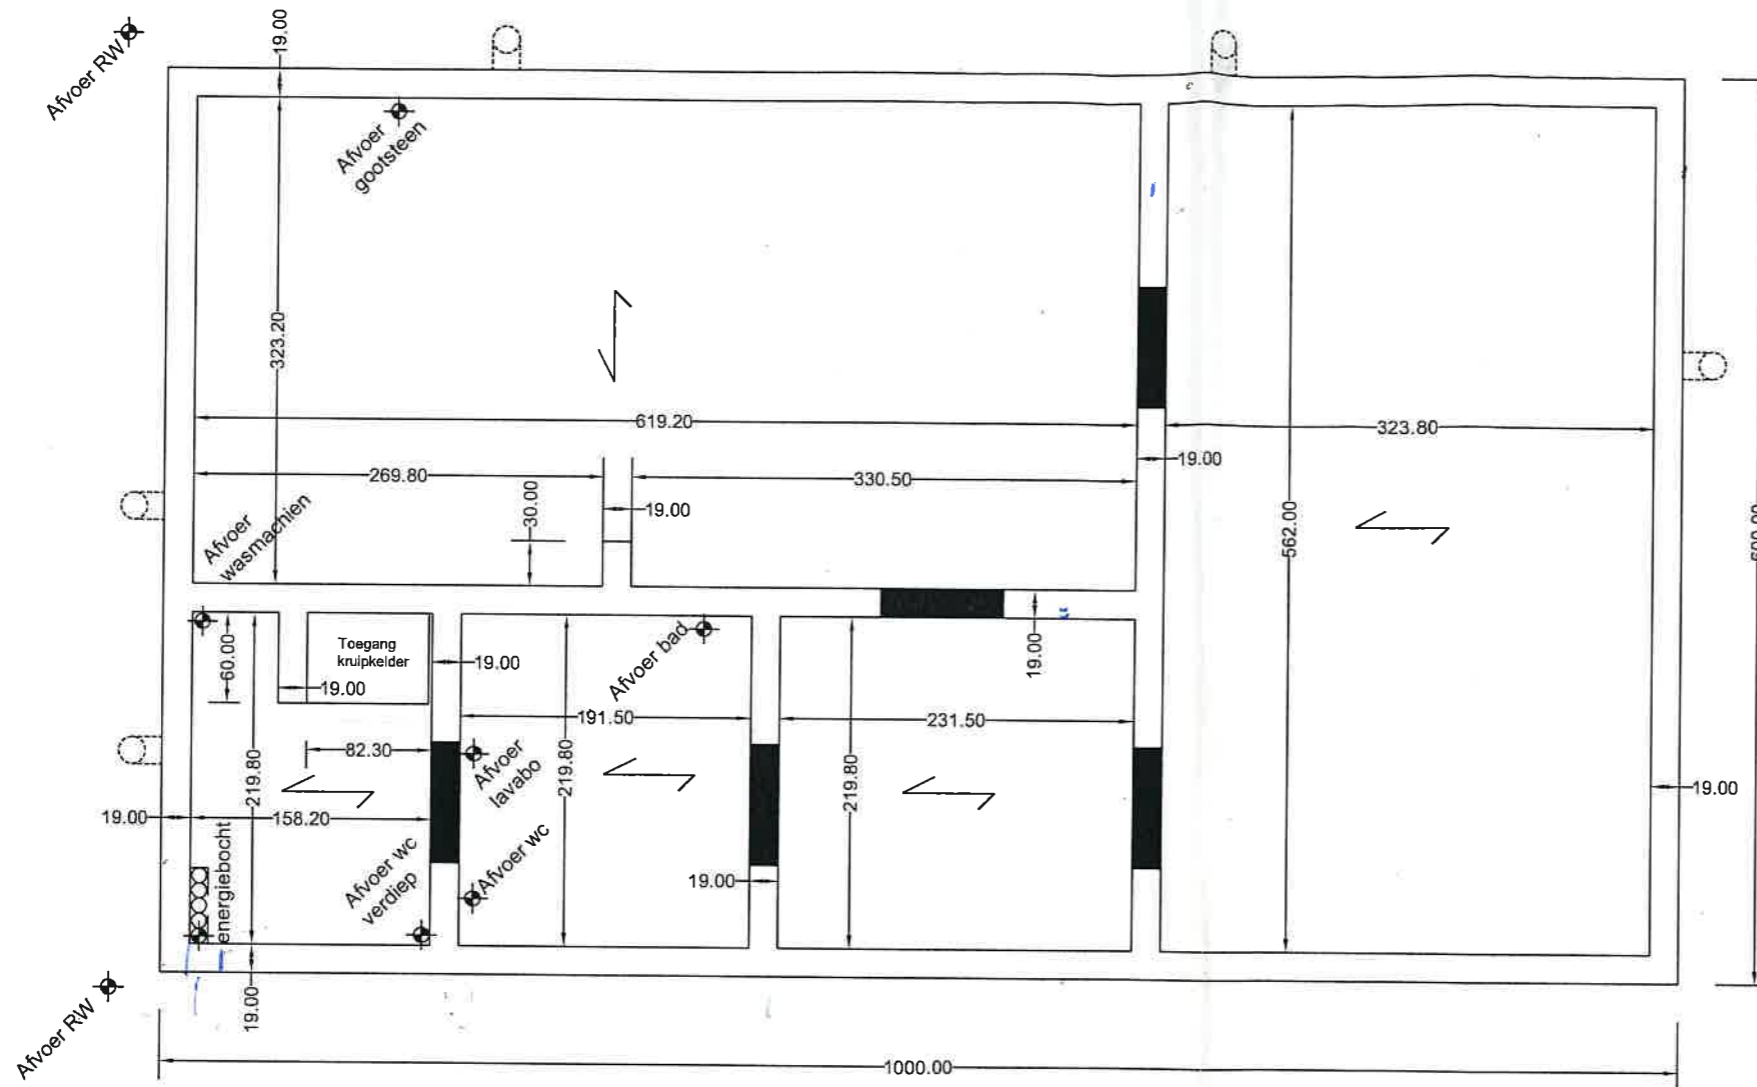 19.00
Afvoer RW
Afvoer
gootsteen
323.20
619.20
323.80
19.00
269.80
330.50
30.00
19.00
562.00
600.00
Afvoer
wasmachien
Toegang
kruipkelder
60.00
19.00
19.00
Afvoer bad
19.00
191.50
231.50
82.30
219.80
219.80
219.80
Afvoer
lavabo
19.00
158.20
19.00
energiebocht
Afvoer wc
verdiep
Afvoer wc
19.00
19.00
Afvoer RW
1000.00